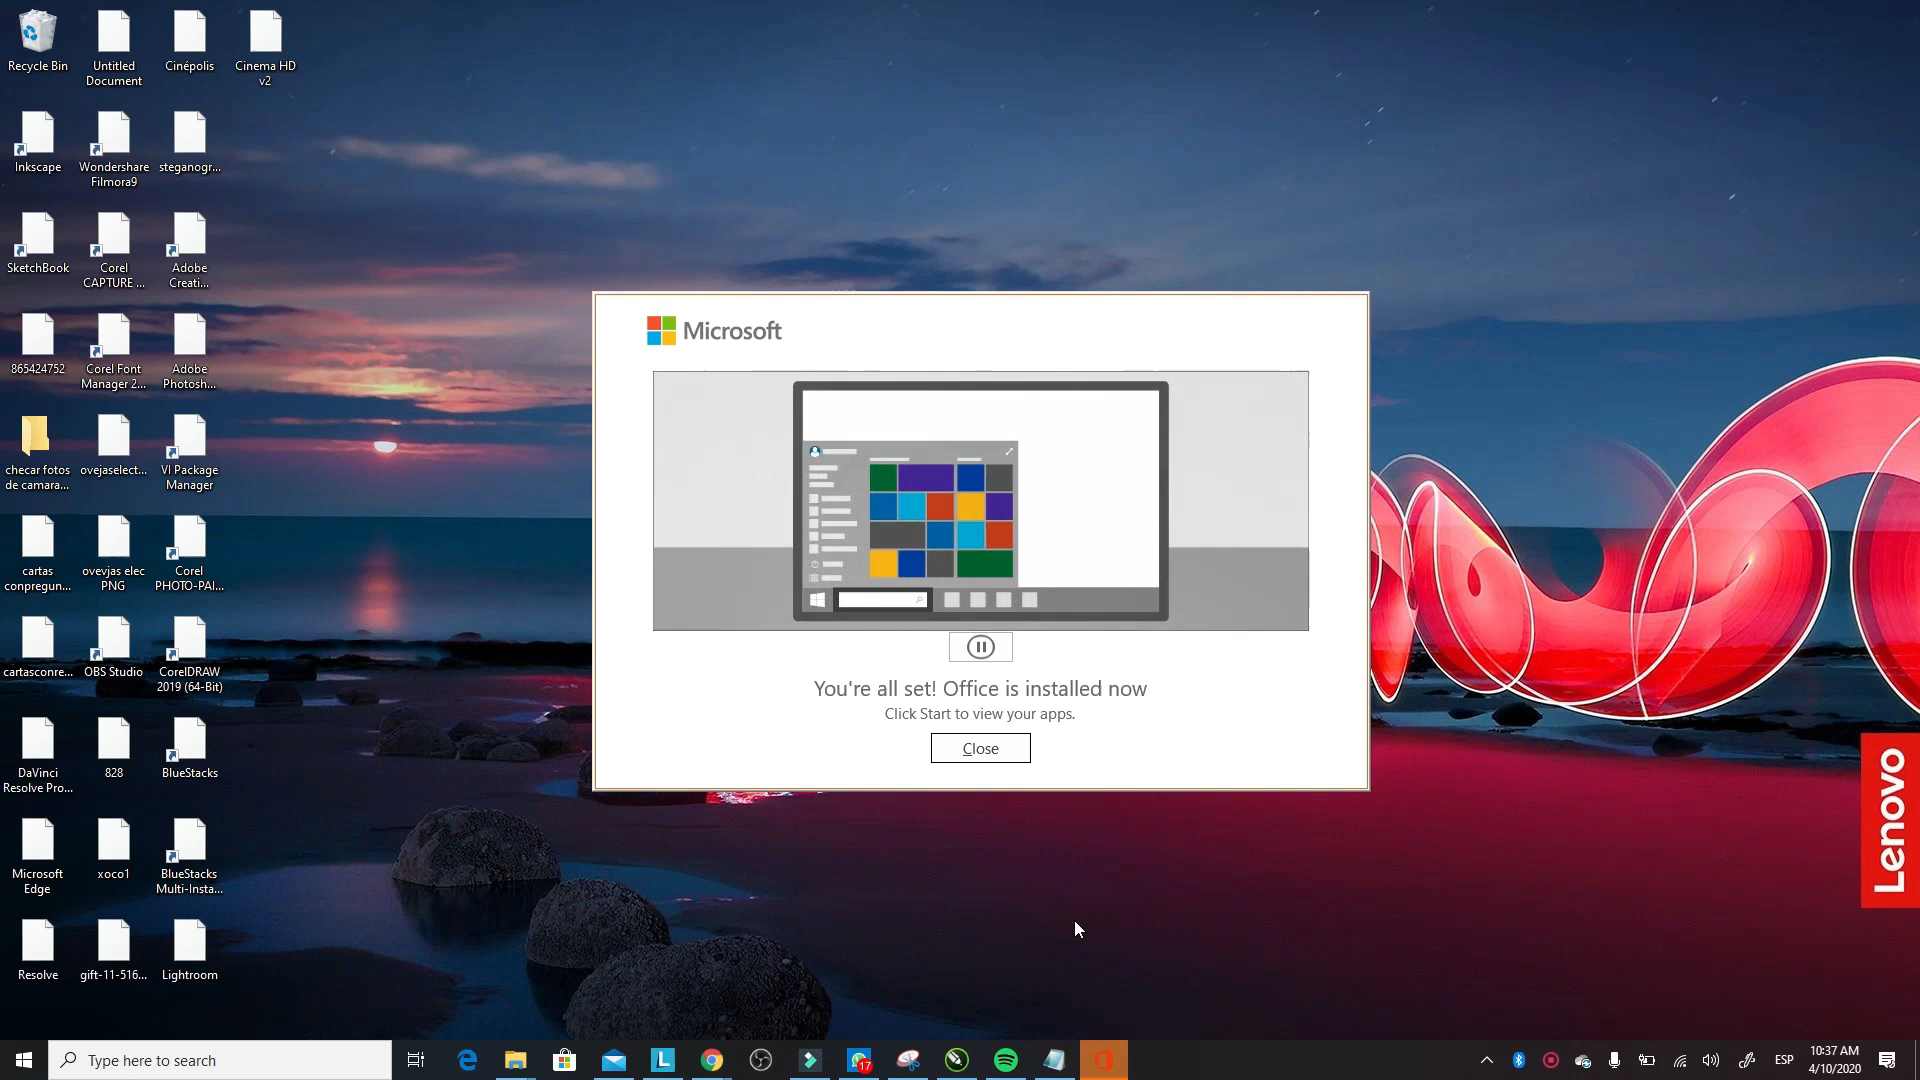 Recycle Bin
Untitled
Document
Cinépolis
Cinema HD
v2
Inkscape
Wondershare
Filmora9
steganogr...
SketchBook
Corel
CAPTURE ...
Adobe
Creati...
865424752
Corel Font
Manager 2...
Adobe
Photosh...
checar fotos
de camara...
ovejaselect...
VI Package
Manager
cartas
conpregun...
ovevjas elec
PNG
Corel
PHOTO-PAI...
cartasconre...
OBS Studio
CorelDRAW
2019 (64-Bit)
DaVinci
Resolve Pro...
828
BlueStacks
Microsoft
Edge
xoco1
BlueStacks
Multi-Insta...
Resolve
gift-11-516...
Lightroom
Microsoft
You're all set! Office is installed now
Click Start to view your apps.
Close
Lenovo
Type here to search
L
17
ESP
10:37 AM
4/10/2020